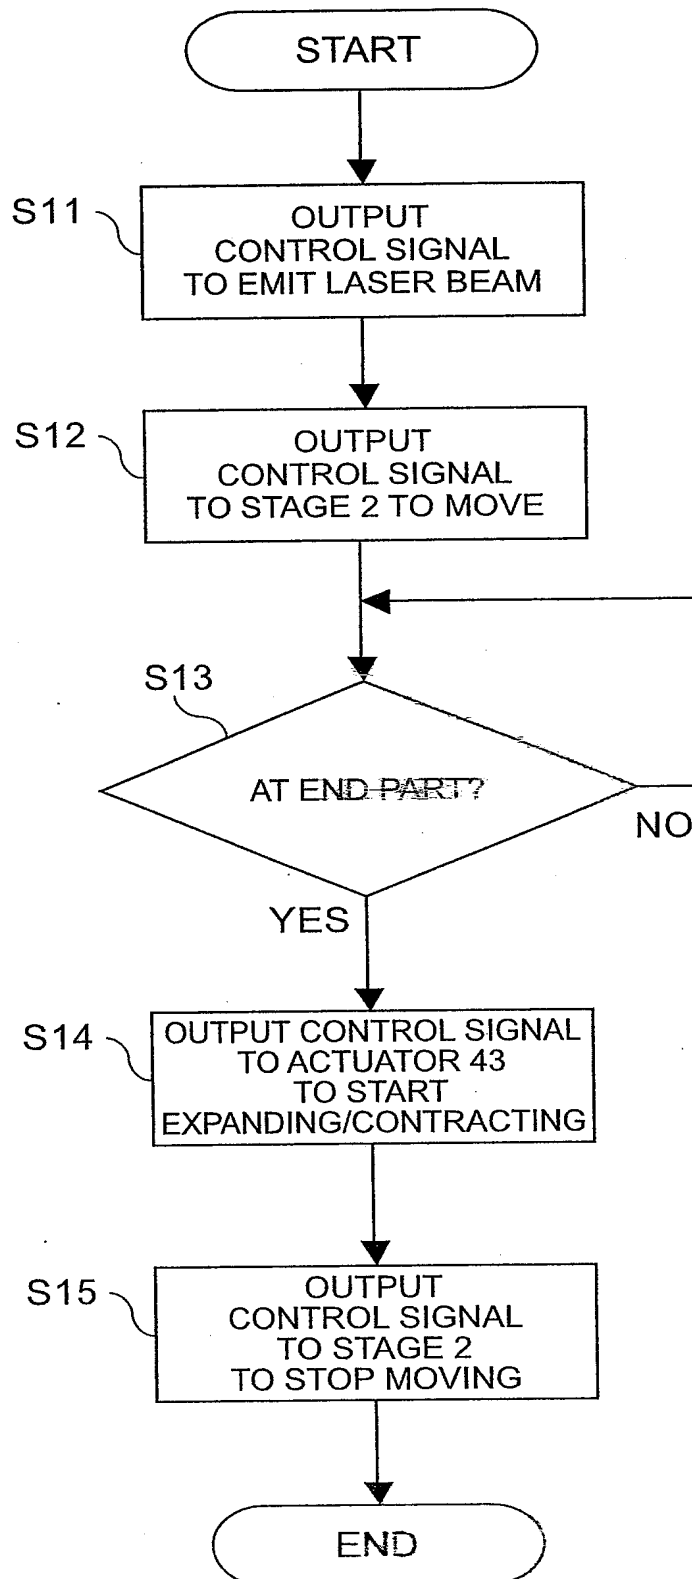 START
S11
OUTPUT
CONTROL SIGNAL
TO EMIT LASER BEAM
S12
OUTPUT
CONTROL SIGNAL
TO STAGE 2 TO MOVE
S13
AT END PART?
NO
YES
S14
OUTPUT CONTROL SIGNAL
TO ACTUATOR 43
TO START
EXPANDING/CONTRACTING
S15
OUTPUT
CONTROL SIGNAL
TO STAGE 2
TO STOP MOVING
END